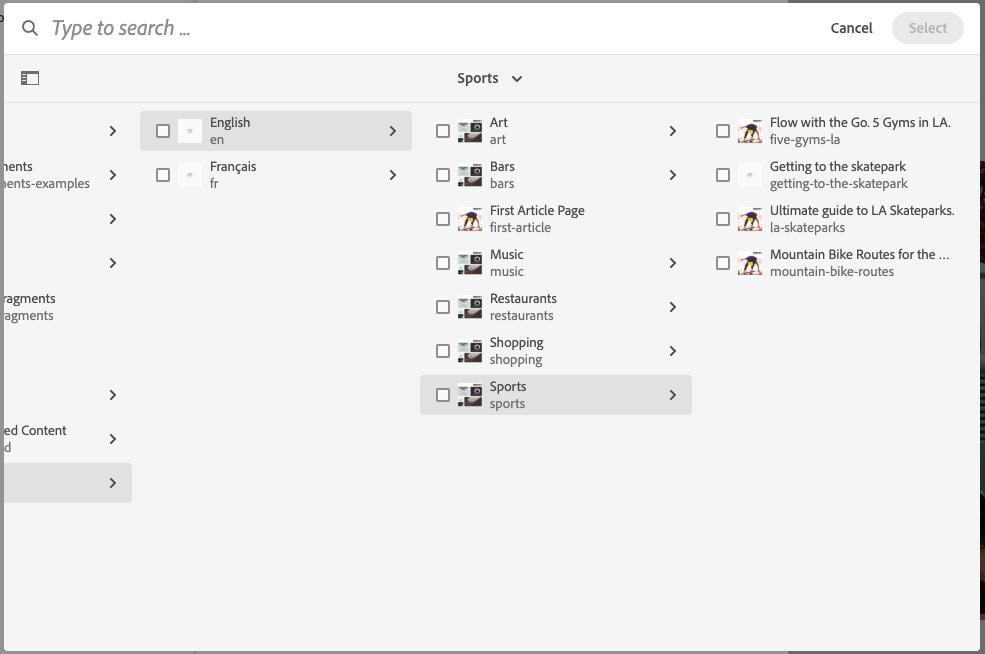 Type to search ...
Cancel
Select
Sports
ents-examples
ragments
ragments
ed Content
d
English
en
Français
fr
Art
art
Bars
bars
First Article Page
first-article
Music
music
Restaurants
restaurants
Shopping
shopping
Sports
sports
Flow with the Go. 5 Gyms in LA.
five-gyms-la
Getting to the skatepark
getting-to-the-skatepark
Ultimate guide to LA Skateparks.
la-skateparks
Mountain Bike Routes for the ...
mountain-bike-routes